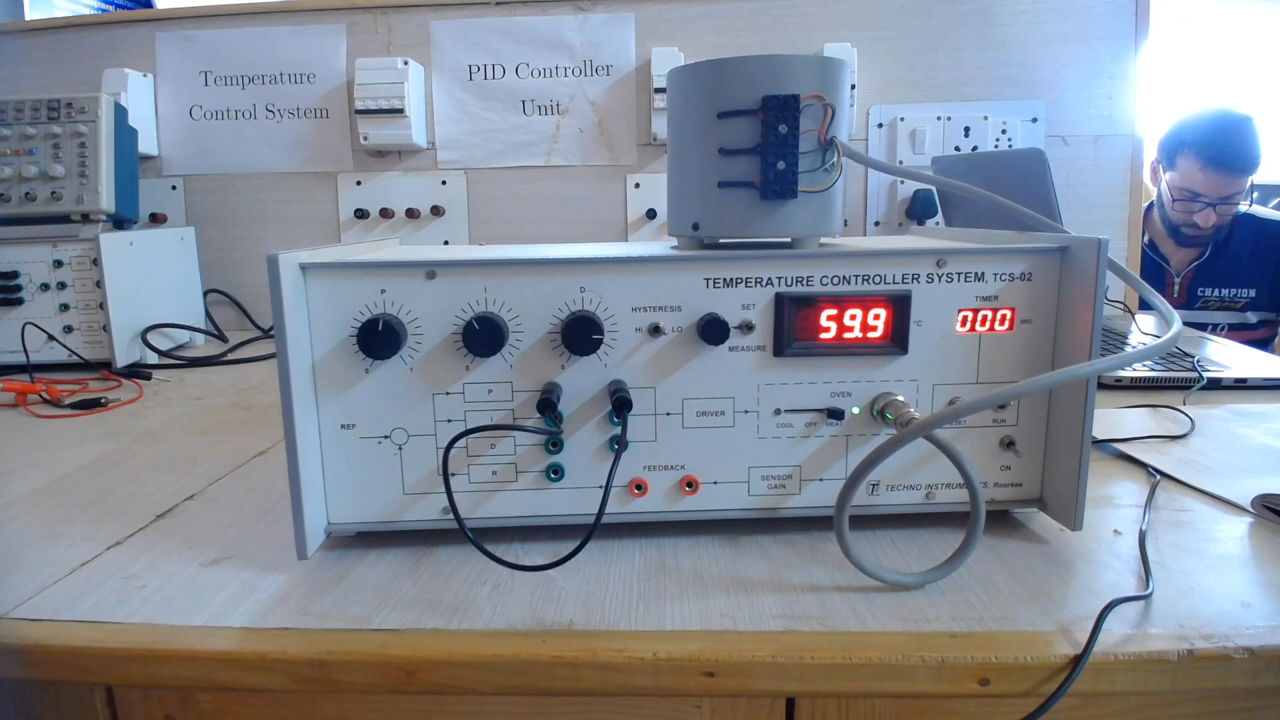 Temperature
Control System
PID Controller
Unit
TEMPERATURE CONTROLLER SYSTEM, TCS-02
P
I
D
HYSTERESIS
HI
LO
SET
MEASURE
59.9
°C
TIMER
000
SEC
P
I
D
R
REF
DRIVER
OVEN
COOL
OFF
HEAT
RUN
ON
FEEDBACK
SENSOR
GAIN
TECHNO INSTRUMENTS, Roorkee
CHAMPION